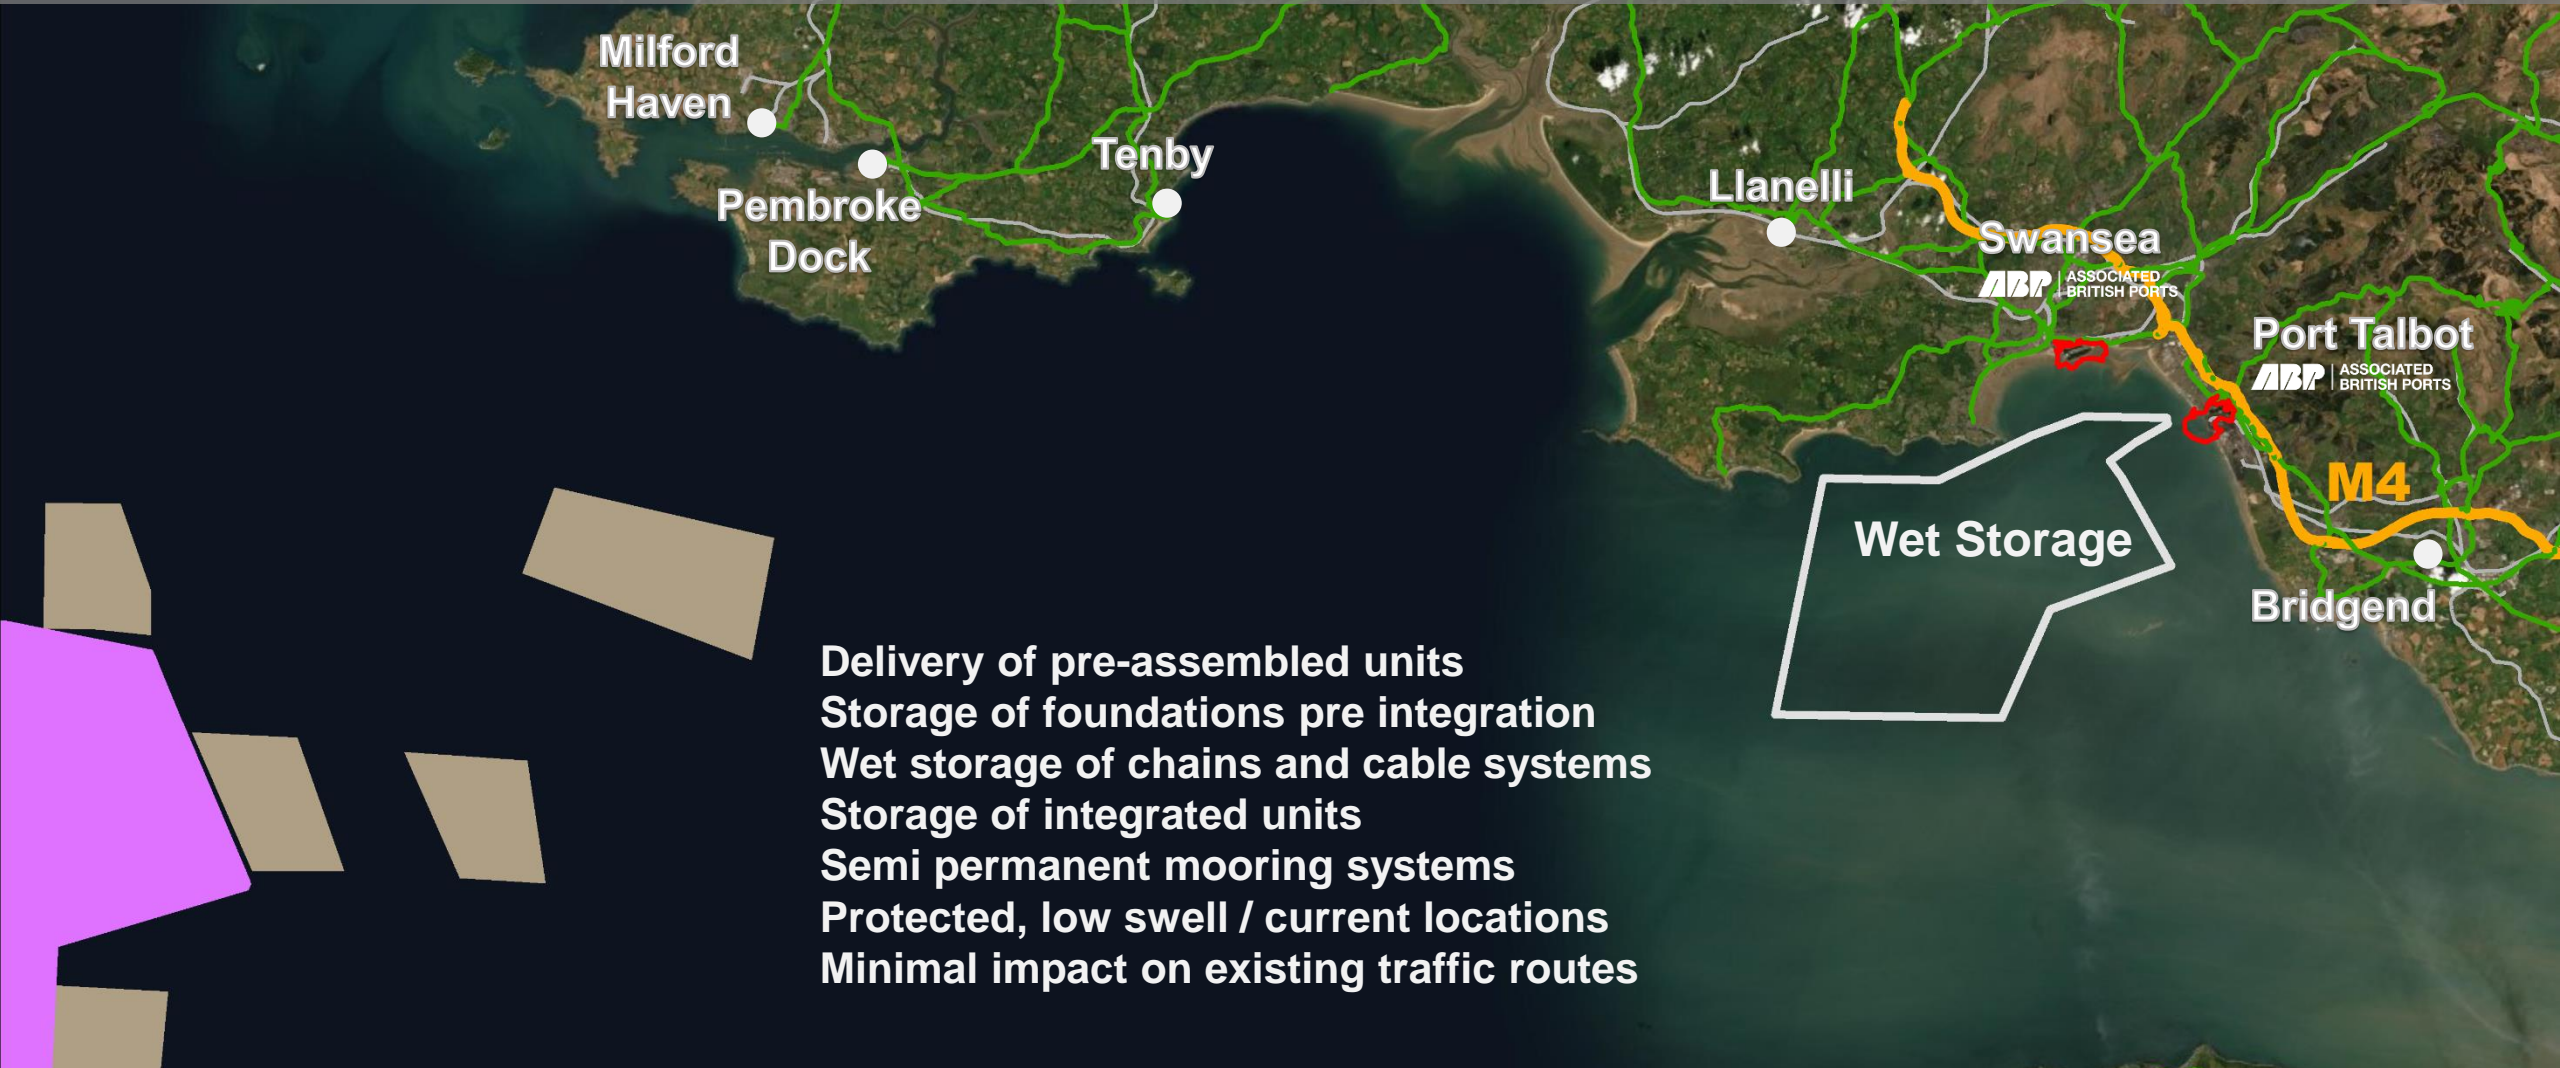 Milford
Haven
Pembroke
Dock
Tenby
Llanelli
Swansea
ABP ASSOCIATED
BRITISH PORTS
Port Talbot
ABP ASSOCIATED
BRITISH PORTS
M4
Wet Storage
Bridgend
Delivery of pre-assembled units
Storage of foundations pre integration
Wet storage of chains and cable systems
Storage of integrated units
Semi permanent mooring systems
Protected, low swell / current locations
Minimal impact on existing traffic routes